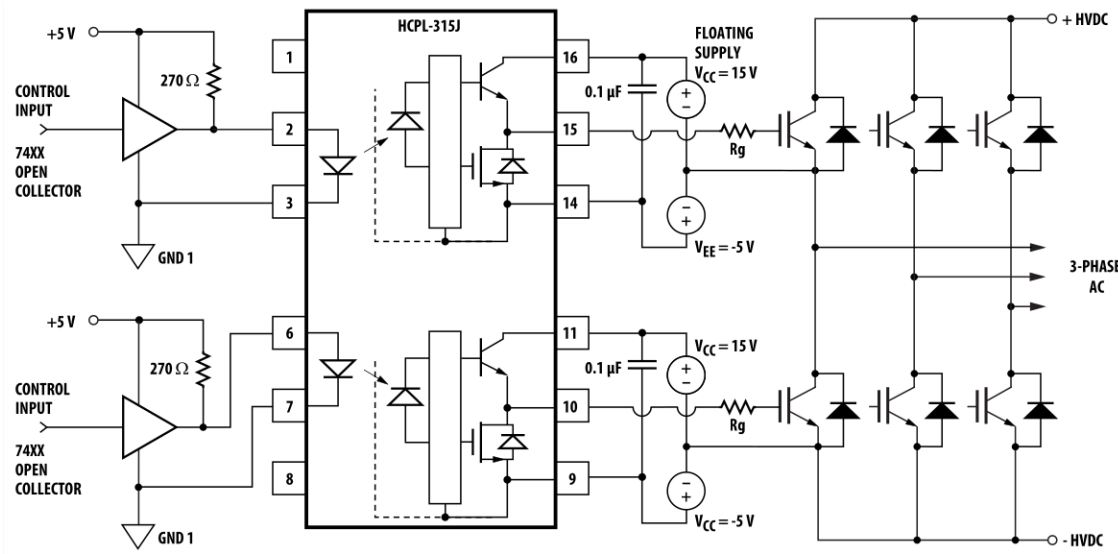 HCPL-315J
+5 V
270 Ω
CONTROL
INPUT
74XX
OPEN
COLLECTOR
GND 1
1
2
3
16
15
14
0.1 µF
FLOATING
SUPPLY
VCC = 15 V
Rg
VEE = -5 V
+ HVDC
3-PHASE
AC
+5 V
270 Ω
CONTROL
INPUT
74XX
OPEN
COLLECTOR
GND 1
6
7
8
11
10
9
0.1 µF
VCC = 15 V
Rg
VCC = -5 V
- HVDC